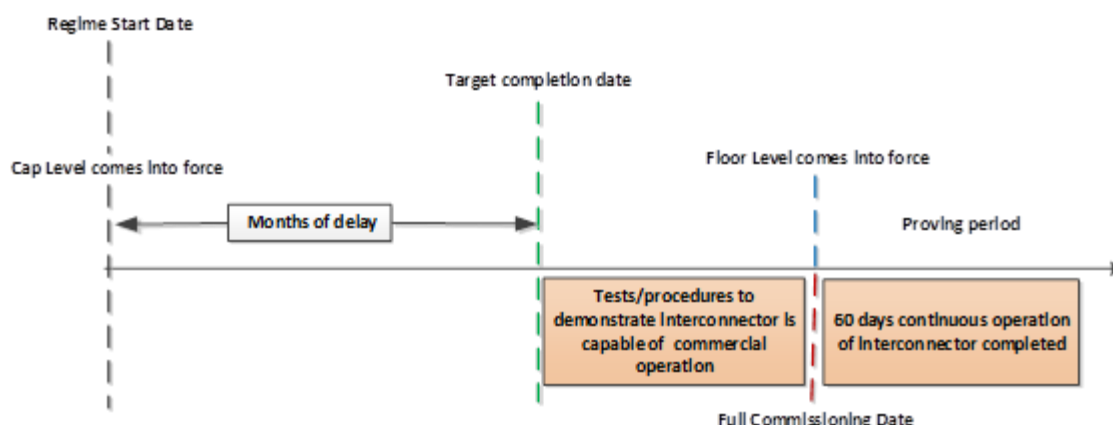 Regime Start Date
Target completion date
Cap Level comes into force
Floor Level comes into force
Months of delay
Proving period
Tests/procedures to
demonstrate interconnector is
capable of commercial
operation
60 days continuous operation
of interconnector completed
Full Commissioning Date